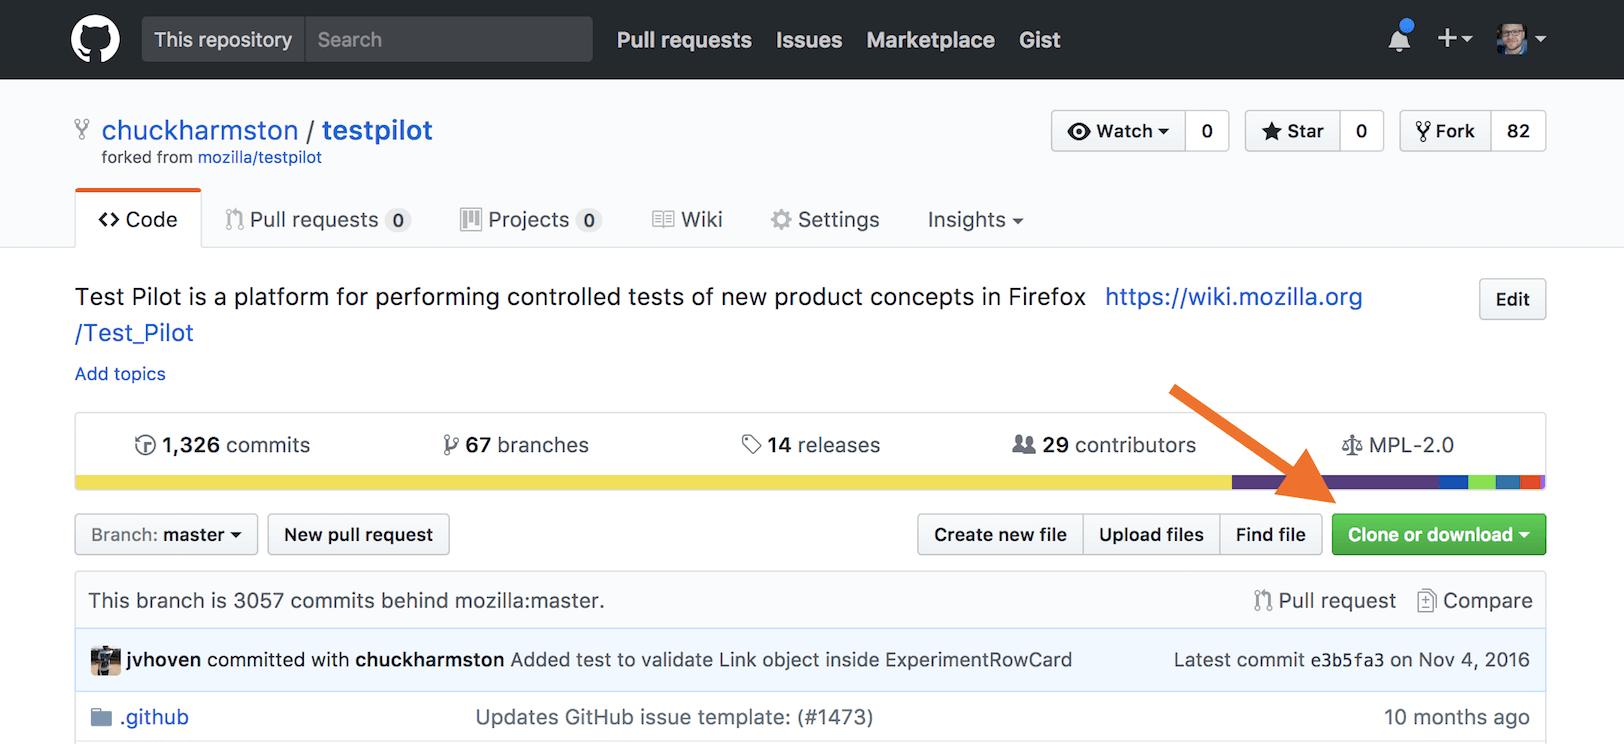 This repository Search Pull requests Issues Marketplace Gist
chuckharmston / testpilot Watch 0 Star 0 Fork 82
forked from mozilla/testpilot
Code Pull requests 0 Projects 0 Wiki Settings Insights
Test Pilot is a platform for performing controlled tests of new product concepts in Firefox https://wiki.mozilla.org
/Test_Pilot
Edit
Add topics
1,326 commits 67 branches 14 releases 29 contributors MPL-2.0
Branch: master New pull request Create new file Upload files Find file Clone or download
This branch is 3057 commits behind mozilla:master. Pull request Compare
jvhoven committed with chuckharmston Added test to validate Link object inside ExperimentRowCard Latest commit e3b5fa3 on Nov 4, 2016
.github Updates GitHub issue template: (#1473) 10 months ago